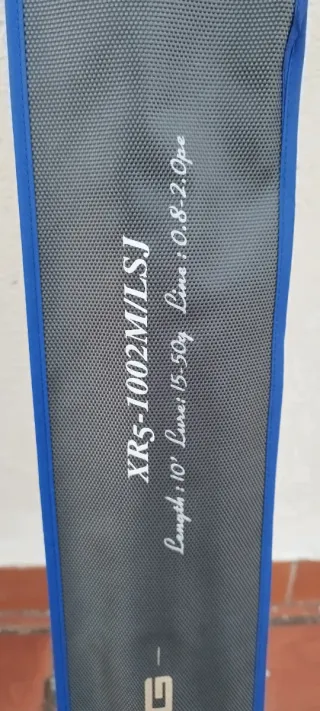 XR5-1002M/LSJ
Length : 10' Lure: 15-50g Line : 0.8-2.0pe
G